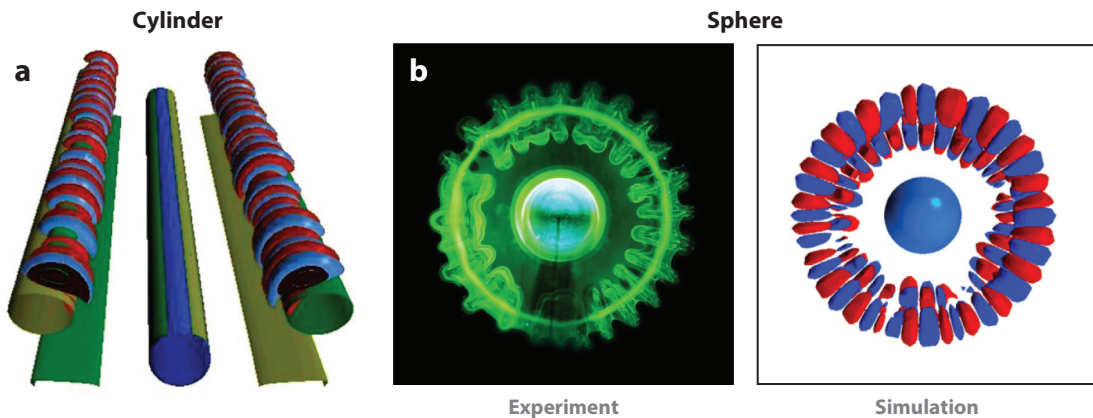 Cylinder
Sphere
a
b
Experiment
Simulation